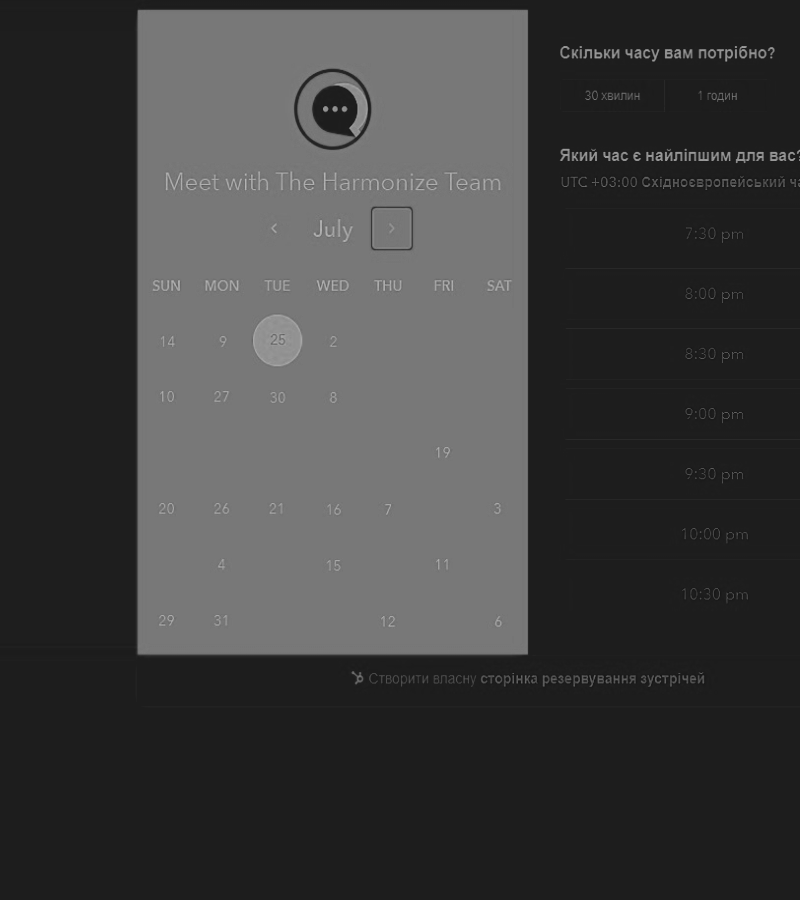 Meet with The Harmonize Team
July
SUN MON TUE WED THU FRI SAT
14 9 25 2
10 27 30 8
19
20 26 21 16 7 3
4 15 11
29 31 12 6
Скільки часу вам потрібно?
30 хвилин 1 годин
Який час є найліпшим для вас?
UTC +03:00 Східноєвропейський ча
7:30 pm
8:00 pm
8:30 pm
9:00 pm
9:30 pm
10:00 pm
10:30 pm
Створити власну сторінка резервування зустрічей